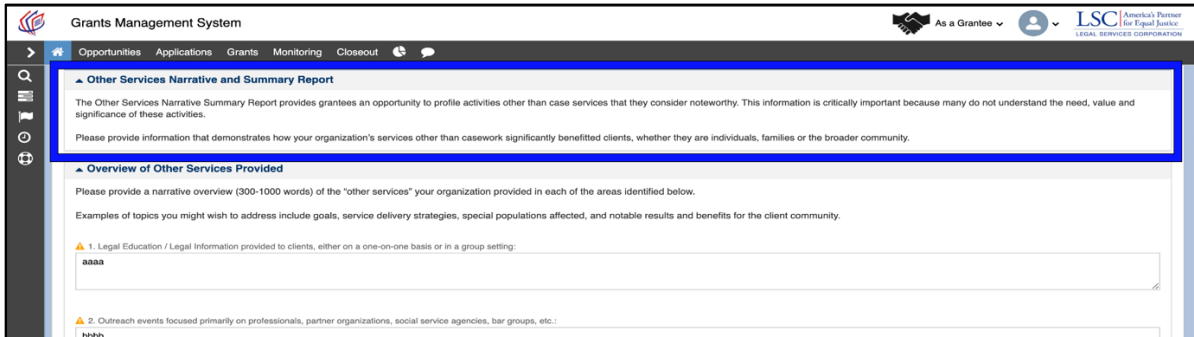 Grants Management System
As a Grantee
LSC America's Partner
for Equal Justice
LEGAL SERVICES CORPORATION
Opportunities Applications Grants Monitoring Closeout
Other Services Narrative and Summary Report
The Other Services Narrative Summary Report provides grantees an opportunity to profile activities other than case services that they consider noteworthy. This information is critically important because many do not understand the need, value and
significance of these activities.
Please provide information that demonstrates how your organization's services other than casework significantly benefitted clients, whether they are individuals, families or the broader community.
Overview of Other Services Provided
Please provide a narrative overview (300-1000 words) of the "other services" your organization provided in each of the areas identified below.
Examples of topics you might wish to address include goals, service delivery strategies, special populations affected, and notable results and benefits for the client community.
1. Legal Education / Legal Information provided to clients, either on a one-on-one basis or in a group setting:
aaaa
2. Outreach events focused primarily on professionals, partner organizations, social service agencies, bar groups, etc.:
bbbb